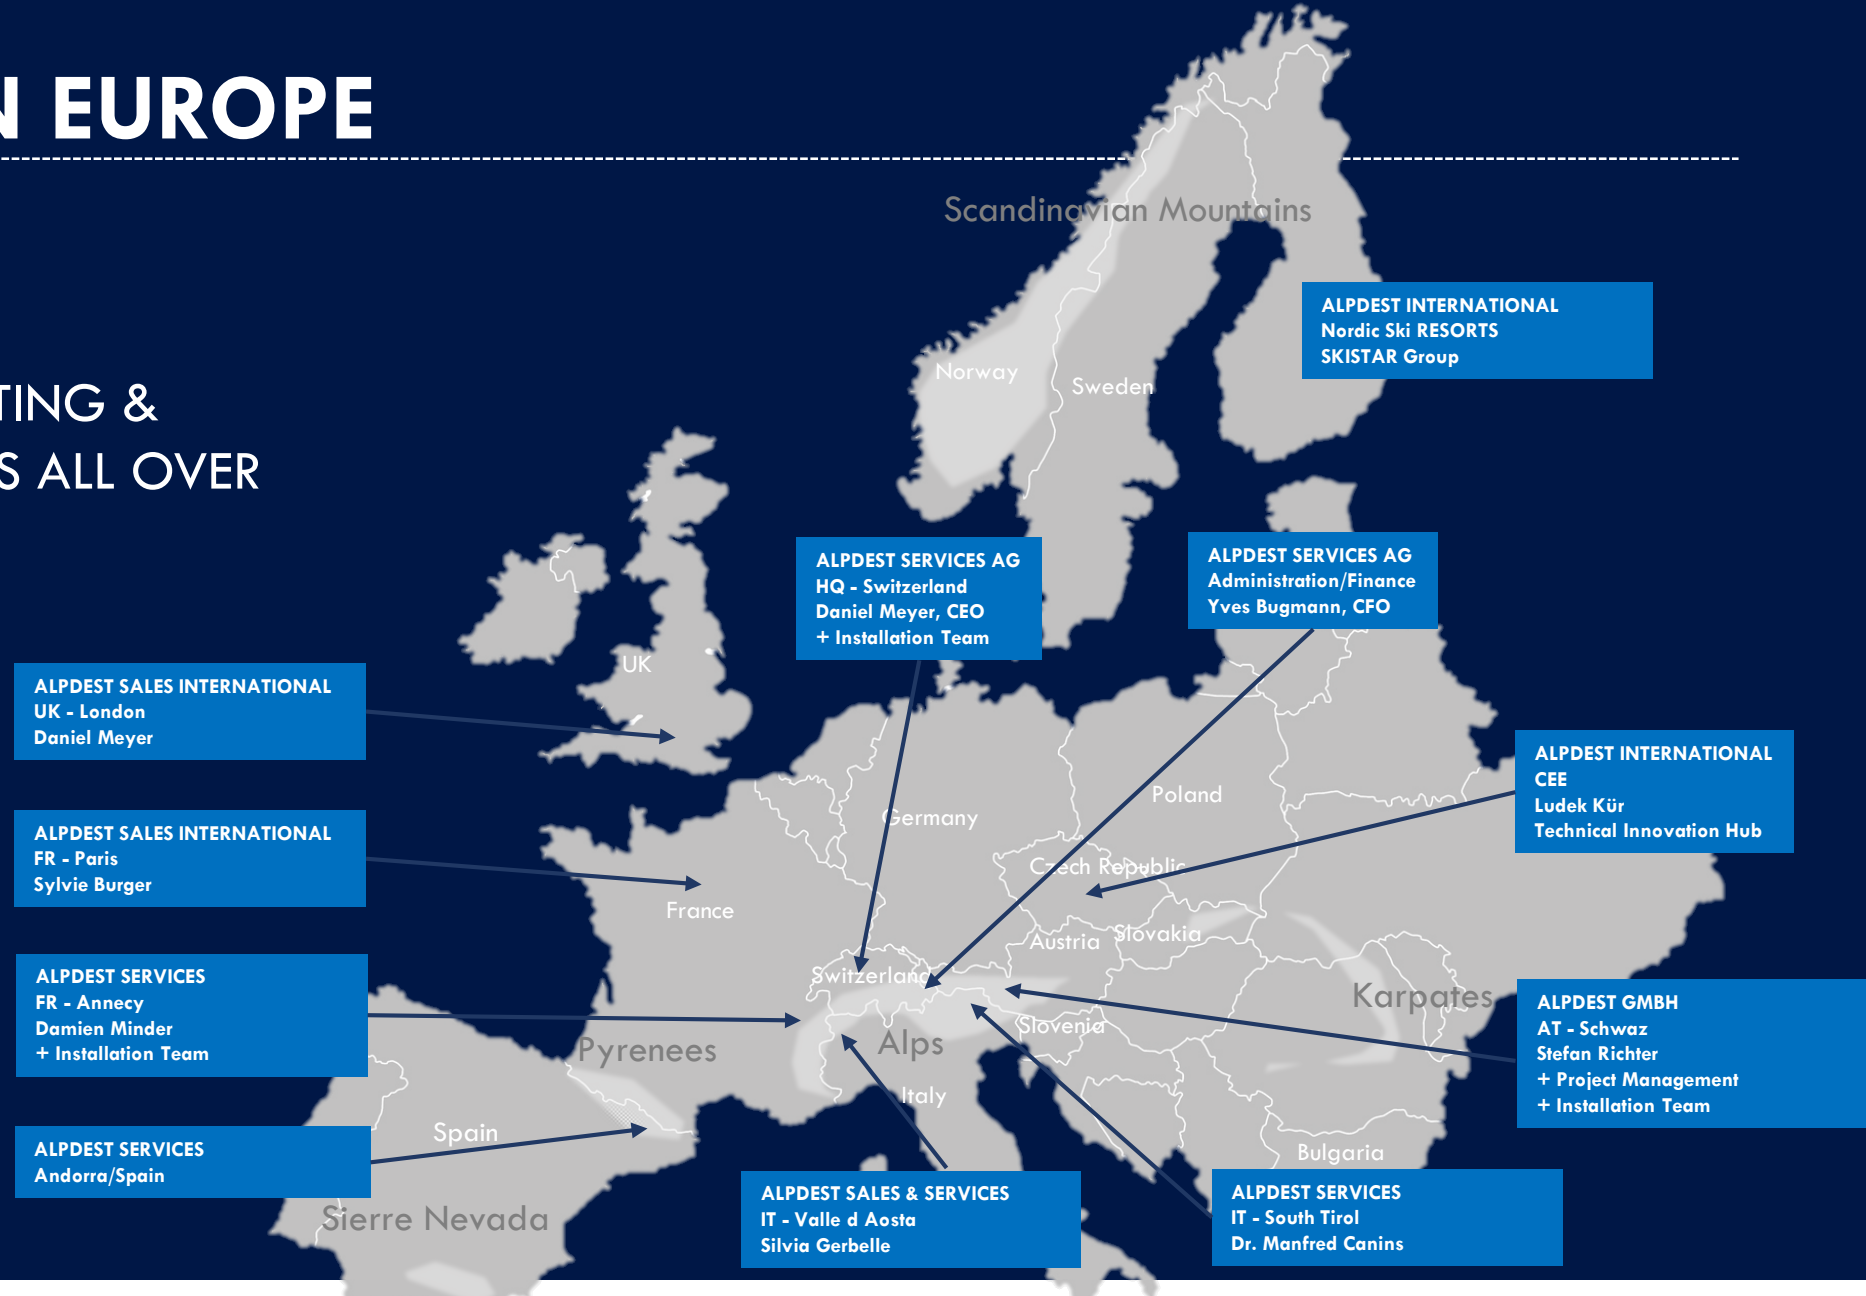 N EUROPE
Scandinavian Mountains
ALPDEST INTERNATIONAL
Nordic Ski RESORTS
SKISTAR Group
Norway
Sweden
TING &
S ALL OVER
ALPDEST SERVICES AG
HQ - Switzerland
Daniel Meyer, CEO
+ Installation Team
ALPDEST SERVICES AG
Administration/Finance
Yves Bugmann, CFO
UK
ALPDEST SALES INTERNATIONAL
UK - London
Daniel Meyer
ALPDEST INTERNATIONAL
CEE
Ludek Kür
Technical Innovation Hub
Poland
Germany
ALPDEST SALES INTERNATIONAL
FR - Paris
Sylvie Burger
Czech Republic
France
Austria
Slovakia
Switzerland
ALPDEST SERVICES
FR - Annecy
Damien Minder
+ Installation Team
Karpates
ALPDEST GMBH
AT - Schwaz
Stefan Richter
+ Project Management
+ Installation Team
Slovenia
Pyrenees
Alps
Italy
Spain
Bulgaria
ALPDEST SERVICES
Andorra/Spain
Sierre Nevada
ALPDEST SALES & SERVICES
IT - Valle d Aosta
Silvia Gerbelle
ALPDEST SERVICES
IT - South Tirol
Dr. Manfred Canins